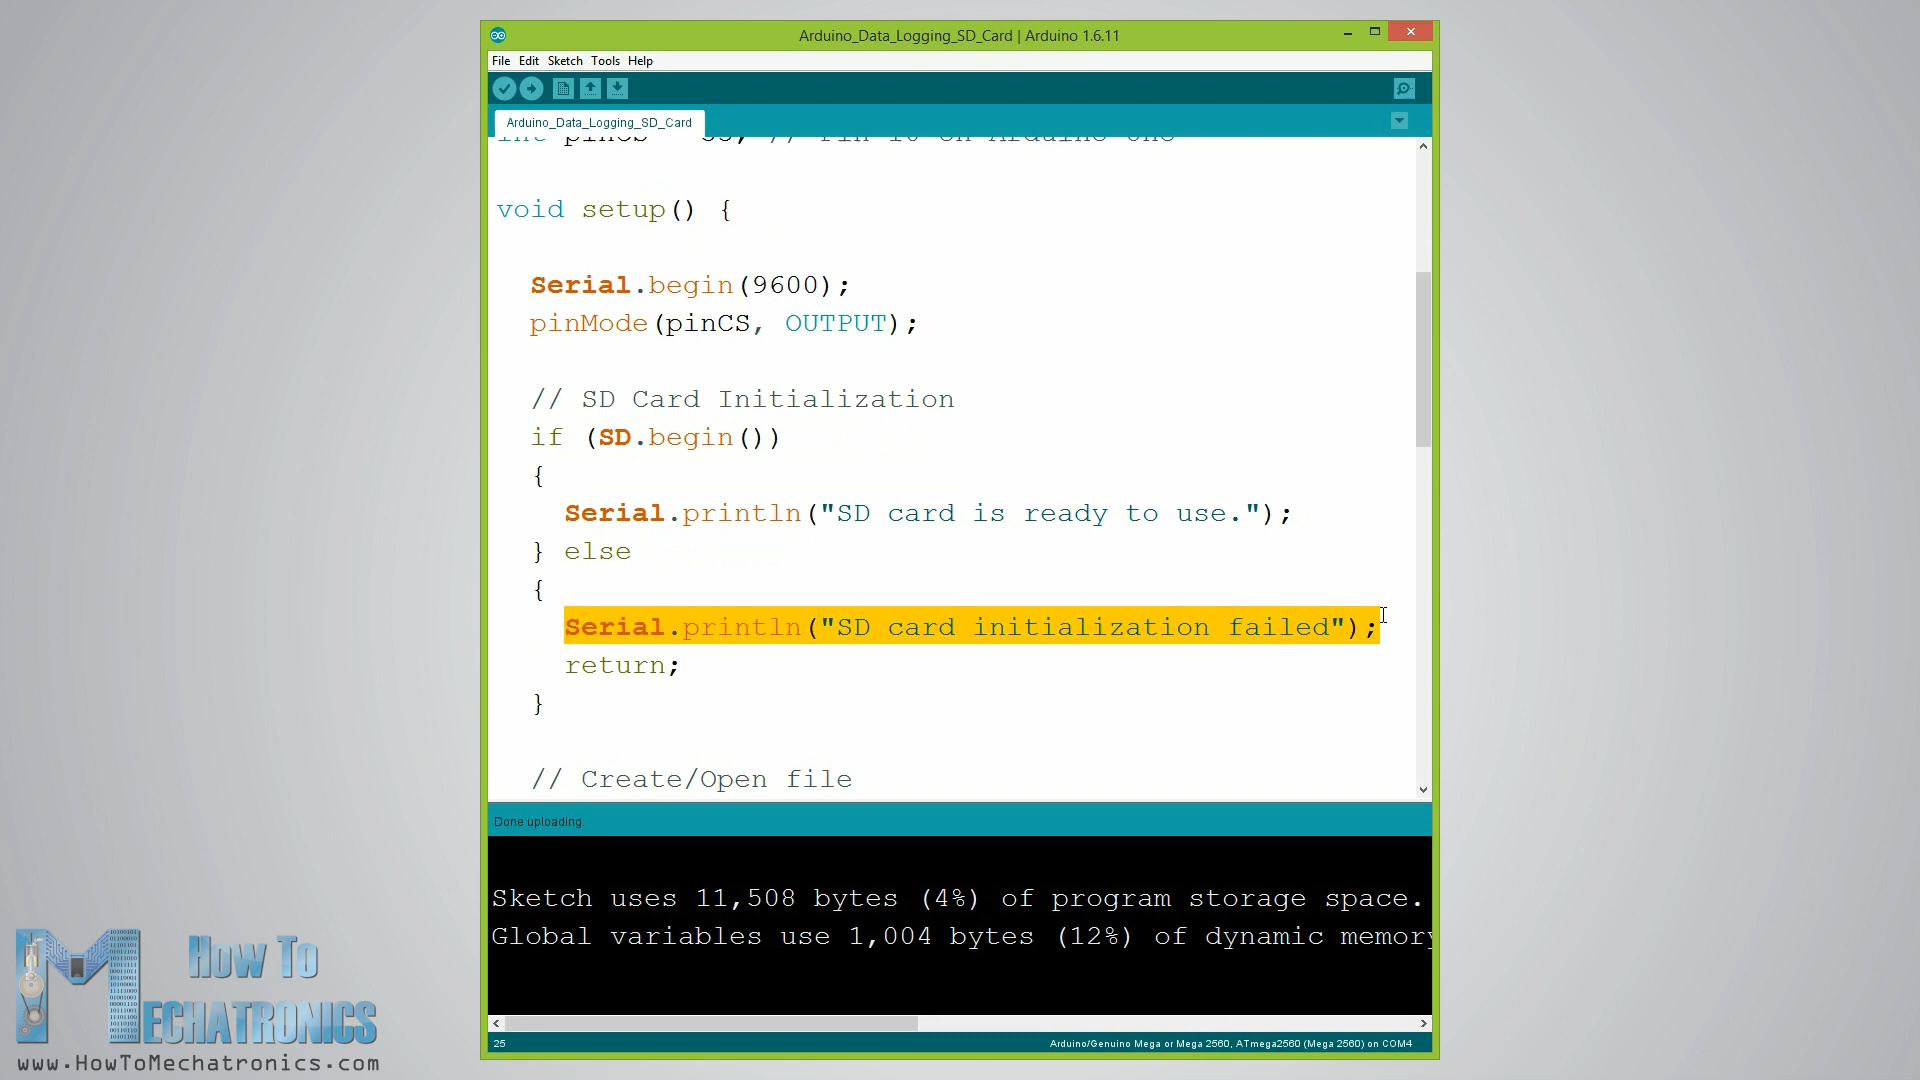 Arduino_Data_Logging_SD_Card | Arduino 1.6.11
File Edit Sketch Tools Help
Arduino_Data_Logging_SD_Card
void setup() {
Serial.begin(9600);
pinMode(pinCS, OUTPUT);
// SD Card Initialization
if (SD.begin())
{
Serial.println("SD card is ready to use.");
} else
{
Serial.println("SD card initialization failed");
return;
}
// Create/Open file
Done uploading.
Sketch uses 11,508 bytes (4%) of program storage space.
Global variables use 1,004 bytes (12%) of dynamic memory
25
Arduino/Genuino Mega or Mega 2560, ATmega2560 (Mega 2560) on COM4
How To
MECHATRONICS
www.HowToMechatronics.com